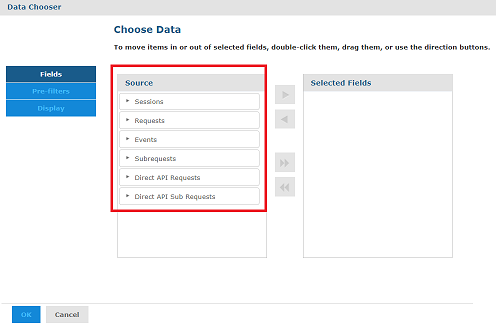 Data Chooser
Choose Data
To move items in or out of selected fields, double-click them, drag them, or use the direction buttons.
Fields
Pre-filters
Display
Source
Sessions
Requests
Events
Subrequests
Direct API Requests
Direct API Sub Requests
Selected Fields
OK
Cancel